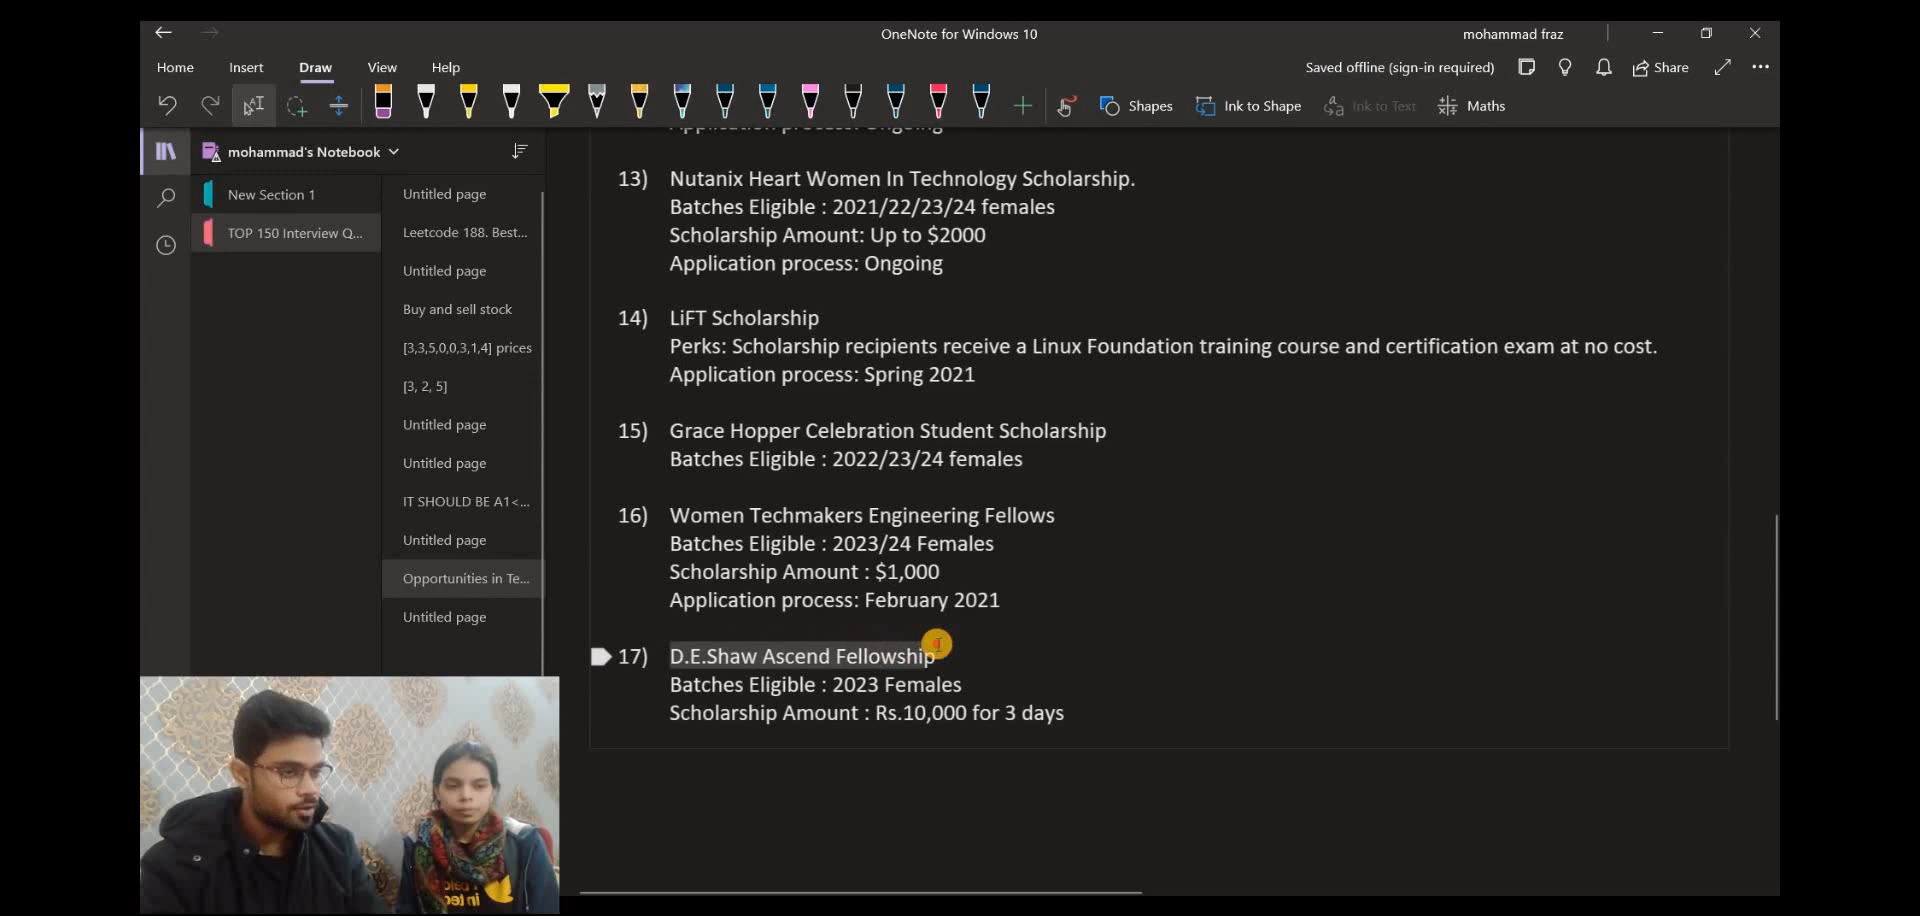 OneNote for Windows 10
mohammad fraz
Home
Insert
Draw
View
Help
Saved offline (sign-in required)
Share
Shapes
Ink to Shape
Ink to Text
Maths
mohammad's Notebook
New Section 1
TOP 150 Interview Q...
Untitled page
Leetcode 188. Best...
Untitled page
Buy and sell stock
[3,3,5,0,0,3,1,4] prices
[3, 2, 5]
Untitled page
Untitled page
IT SHOULD BE A1<...
Untitled page
Opportunities in Te...
Untitled page
Application process: Ongoing
13) Nutanix Heart Women In Technology Scholarship.
Batches Eligible : 2021/22/23/24 females
Scholarship Amount: Up to $2000
Application process: Ongoing
14) LiFT Scholarship
Perks: Scholarship recipients receive a Linux Foundation training course and certification exam at no cost.
Application process: Spring 2021
15) Grace Hopper Celebration Student Scholarship
Batches Eligible : 2022/23/24 females
16) Women Techmakers Engineering Fellows
Batches Eligible : 2023/24 Females
Scholarship Amount : $1,000
Application process: February 2021
17) D.E.Shaw Ascend Fellowship
Batches Eligible : 2023 Females
Scholarship Amount : Rs.10,000 for 3 days